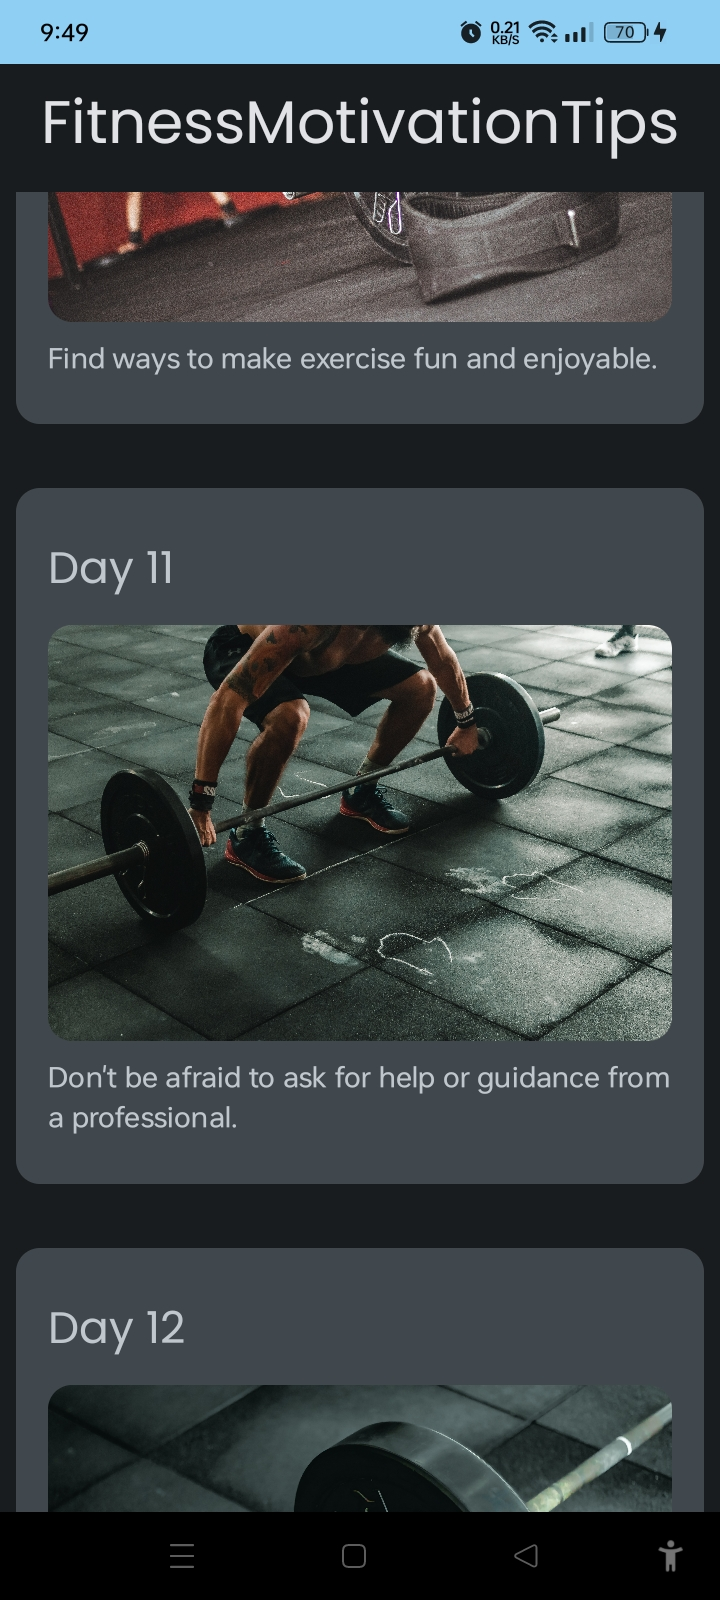 9:49
0.21
KB/S
70
FitnessMotivationTips
Find ways to make exercise fun and enjoyable.
Day 11
Don't be afraid to ask for help or guidance from
a professional.
Day 12